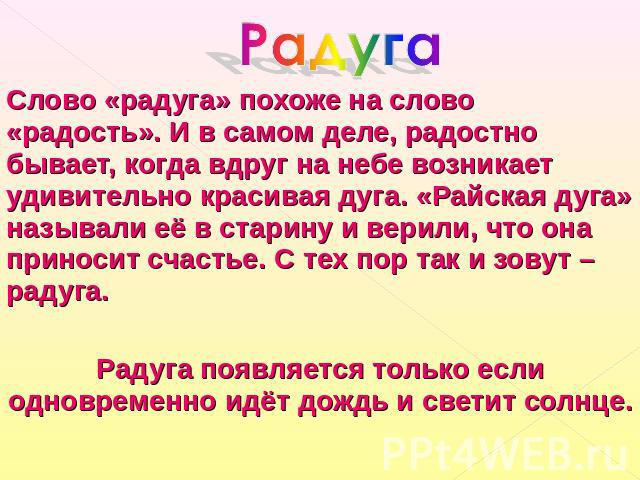 Радуга
Слово «радуга» похоже на слово
«радость». И в самом деле, радостно
бывает, когда вдруг на небе возникает
удивительно красивая дуга. «Райская дуга»
называли её в старину и верили, что она
приносит счастье. С тех пор так и зовут –
радуга.
Радуга появляется только если
одновременно идёт дождь и светит солнце.
PPt4WEB.ru